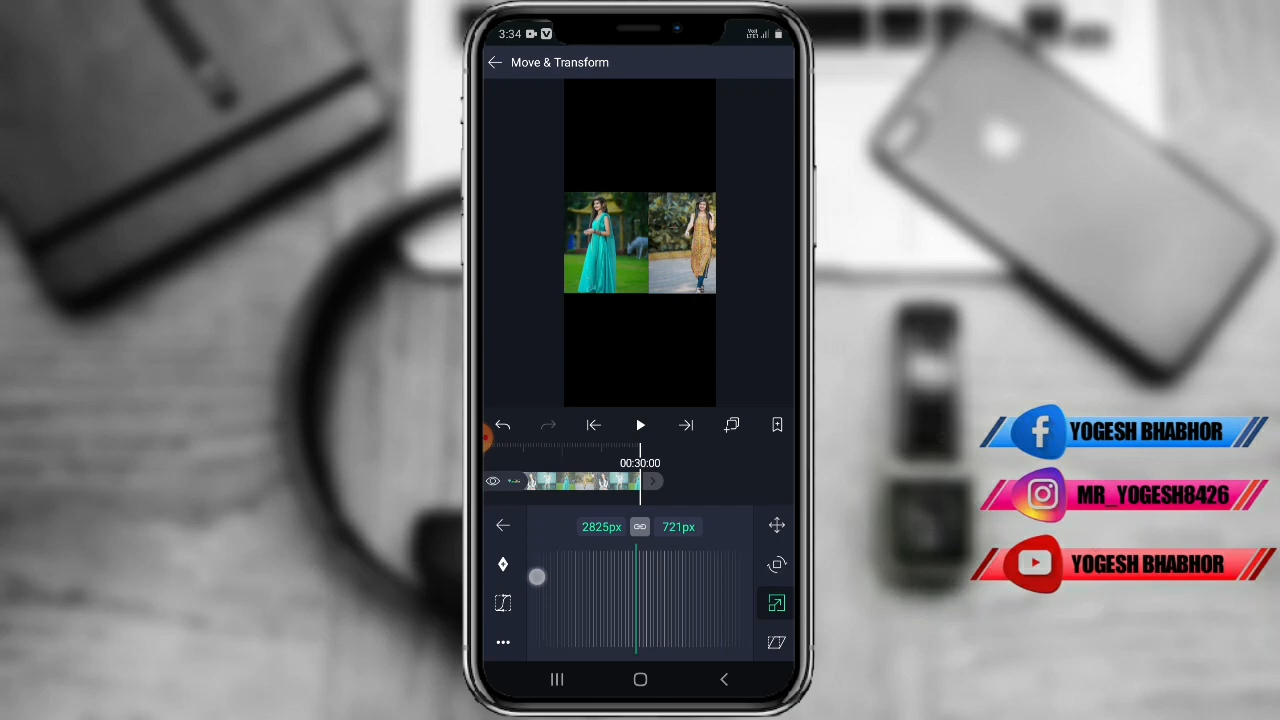 3:34
Move & Transform
00:30:00
2825px
721px
YOGESH BHABHOR
MR_YOGESH8426
YOGESH BHABHOR